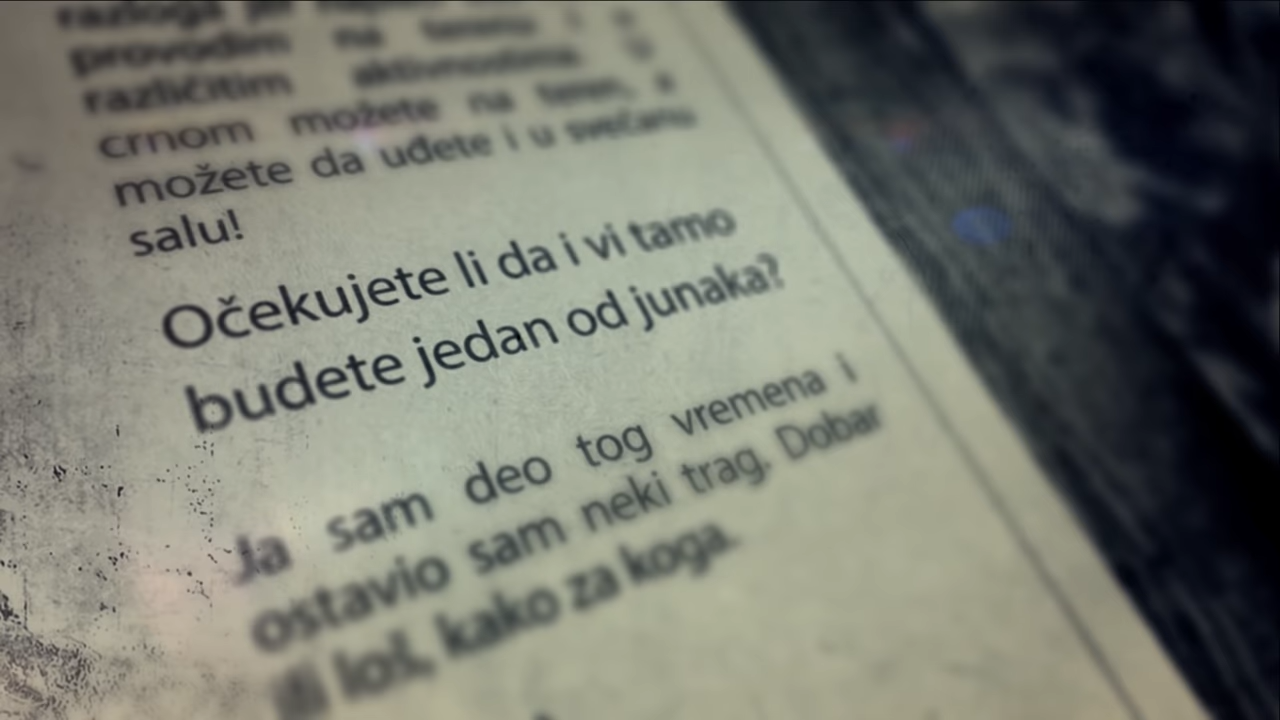 razloga je
provodim na terenu i u
različitim aktivnostima. U
crnom možete na teren, a
možete da uđete i u svečanu
salu!
Očekujete li da i vi tamo
budete jedan od junaka?
Ja sam deo tog vremena i
ostavio sam neki trag. Dobar
ili loš, kako za koga.